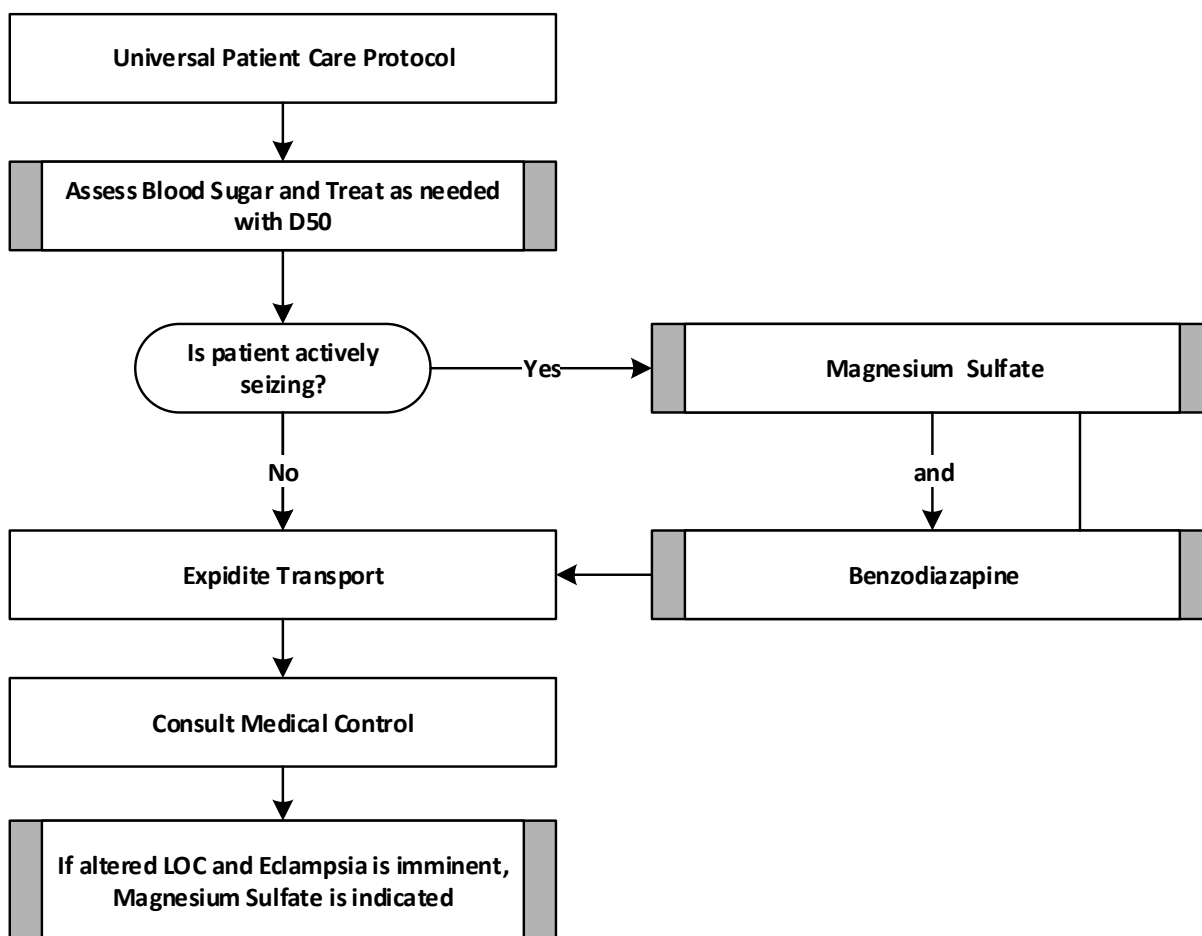 Universal Patient Care Protocol
Assess Blood Sugar and Treat as needed
with D50
Is patient actively
seizing?
Yes
Magnesium Sulfate
No
and
Expidite Transport
Benzodiazapine
Consult Medical Control
If altered LOC and Eclampsia is imminent,
Magnesium Sulfate is indicated